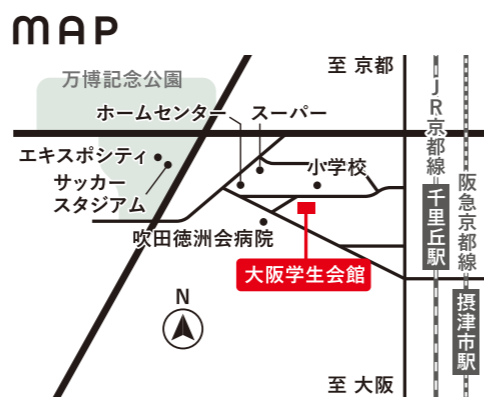 MAP
至 京都
万博記念公園
ホームセンター
スーパー
JR京都線
エキスポシティ
サッカー
スタジアム
小学校
千里丘駅
阪急京都線
吹田徳洲会病院
大阪学生会館
摂津市駅
N
至 大阪